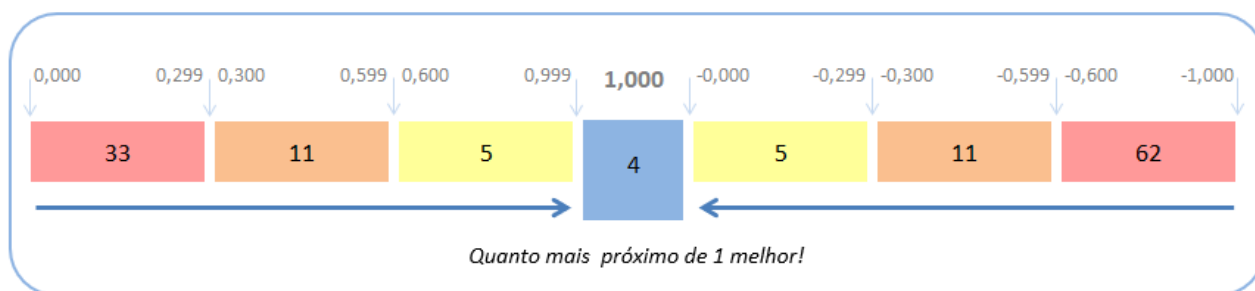 0,000 0,299 0,300 0,599 0,600 0,999 1,000 -0,000 -0,299 -0,300 -0,599 -0,600 -1,000
33 11 5 4 5 11 62
Quanto mais próximo de 1 melhor!